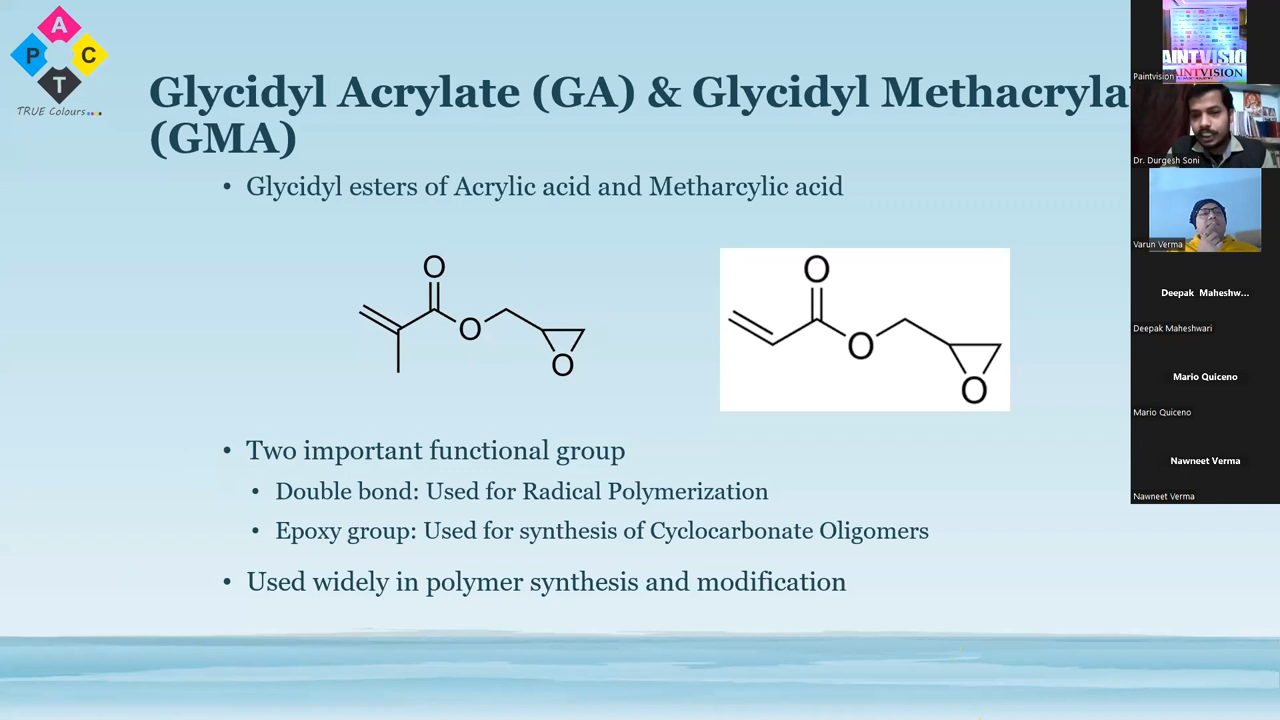 A
P
C
T
TRUE Colours
Glycidyl Acrylate (GA) & Glycidyl Methacryla
(GMA)
• Glycidyl esters of Acrylic acid and Metharcylic acid
O
O
O
O
O
O
• Two important functional group
• Double bond: Used for Radical Polymerization
• Epoxy group: Used for synthesis of Cyclocarbonate Oligomers
• Used widely in polymer synthesis and modification
AINTVISIO
PAINTVISION
Paintvision
Dr. Durgesh Soni
Varun Verma
Deepak Maheshw...
Deepak Maheshwari
Mario Quiceno
Mario Quiceno
Nawneet Verma
Nawneet Verma